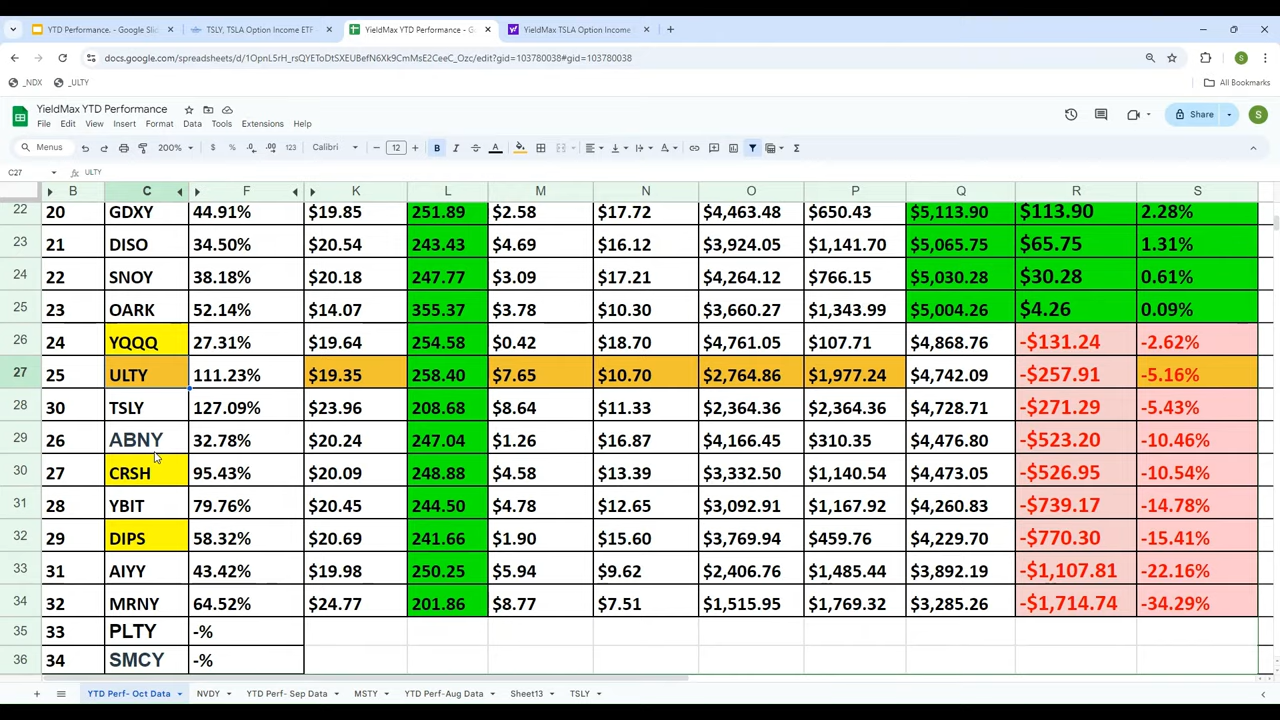 YTD Performance. - Google Slid
TSLY, TSLA Option Income ETF
YieldMax YTD Performance - G
YieldMax TSLA Option Income
docs.google.com/spreadsheets/d/1OpnL5rH_rsQYEToDtSXEUBefN6Xk9CmMsE2CeeC_Ozc/edit?gid=103780038#gid=103780038
S
_NDX
_ULTY
All Bookmarks
YieldMax YTD Performance
File Edit View Insert Format Data Tools Extensions Help
Share
S
Menus 200% $ % .0 .00 123 Calibri 12 B I S A
C27 ULTY
B C F K L M N O P Q R S
22 20 GDXY 44.91% $19.85 251.89 $2.58 $17.72 $4,463.48 $650.43 $5,113.90 $113.90 2.28%
23 21 DISO 34.50% $20.54 243.43 $4.69 $16.12 $3,924.05 $1,141.70 $5,065.75 $65.75 1.31%
24 22 SNOY 38.18% $20.18 247.77 $3.09 $17.21 $4,264.12 $766.15 $5,030.28 $30.28 0.61%
25 23 OARK 52.14% $14.07 355.37 $3.78 $10.30 $3,660.27 $1,343.99 $5,004.26 $4.26 0.09%
26 24 YQQQ 27.31% $19.64 254.58 $0.42 $18.70 $4,761.05 $107.71 $4,868.76 -$131.24 -2.62%
27 25 ULTY 111.23% $19.35 258.40 $7.65 $10.70 $2,764.86 $1,977.24 $4,742.09 -$257.91 -5.16%
28 30 TSLY 127.09% $23.96 208.68 $8.64 $11.33 $2,364.36 $2,364.36 $4,728.71 -$271.29 -5.43%
29 26 ABNY 32.78% $20.24 247.04 $1.26 $16.87 $4,166.45 $310.35 $4,476.80 -$523.20 -10.46%
30 27 CRSH 95.43% $20.09 248.88 $4.58 $13.39 $3,332.50 $1,140.54 $4,473.05 -$526.95 -10.54%
31 28 YBIT 79.76% $20.45 244.50 $4.78 $12.65 $3,092.91 $1,167.92 $4,260.83 -$739.17 -14.78%
32 29 DIPS 58.32% $20.69 241.66 $1.90 $15.60 $3,769.94 $459.76 $4,229.70 -$770.30 -15.41%
33 31 AIYY 43.42% $19.98 250.25 $5.94 $9.62 $2,406.76 $1,485.44 $3,892.19 -$1,107.81 -22.16%
34 32 MRNY 64.52% $24.77 201.86 $8.77 $7.51 $1,515.95 $1,769.32 $3,285.26 -$1,714.74 -34.29%
35 33 PLTY -%
36 34 SMCY -%
YTD Perf- Oct Data NVDY YTD Perf- Sep Data MSTY YTD Perf-Aug Data Sheet13 TSLY